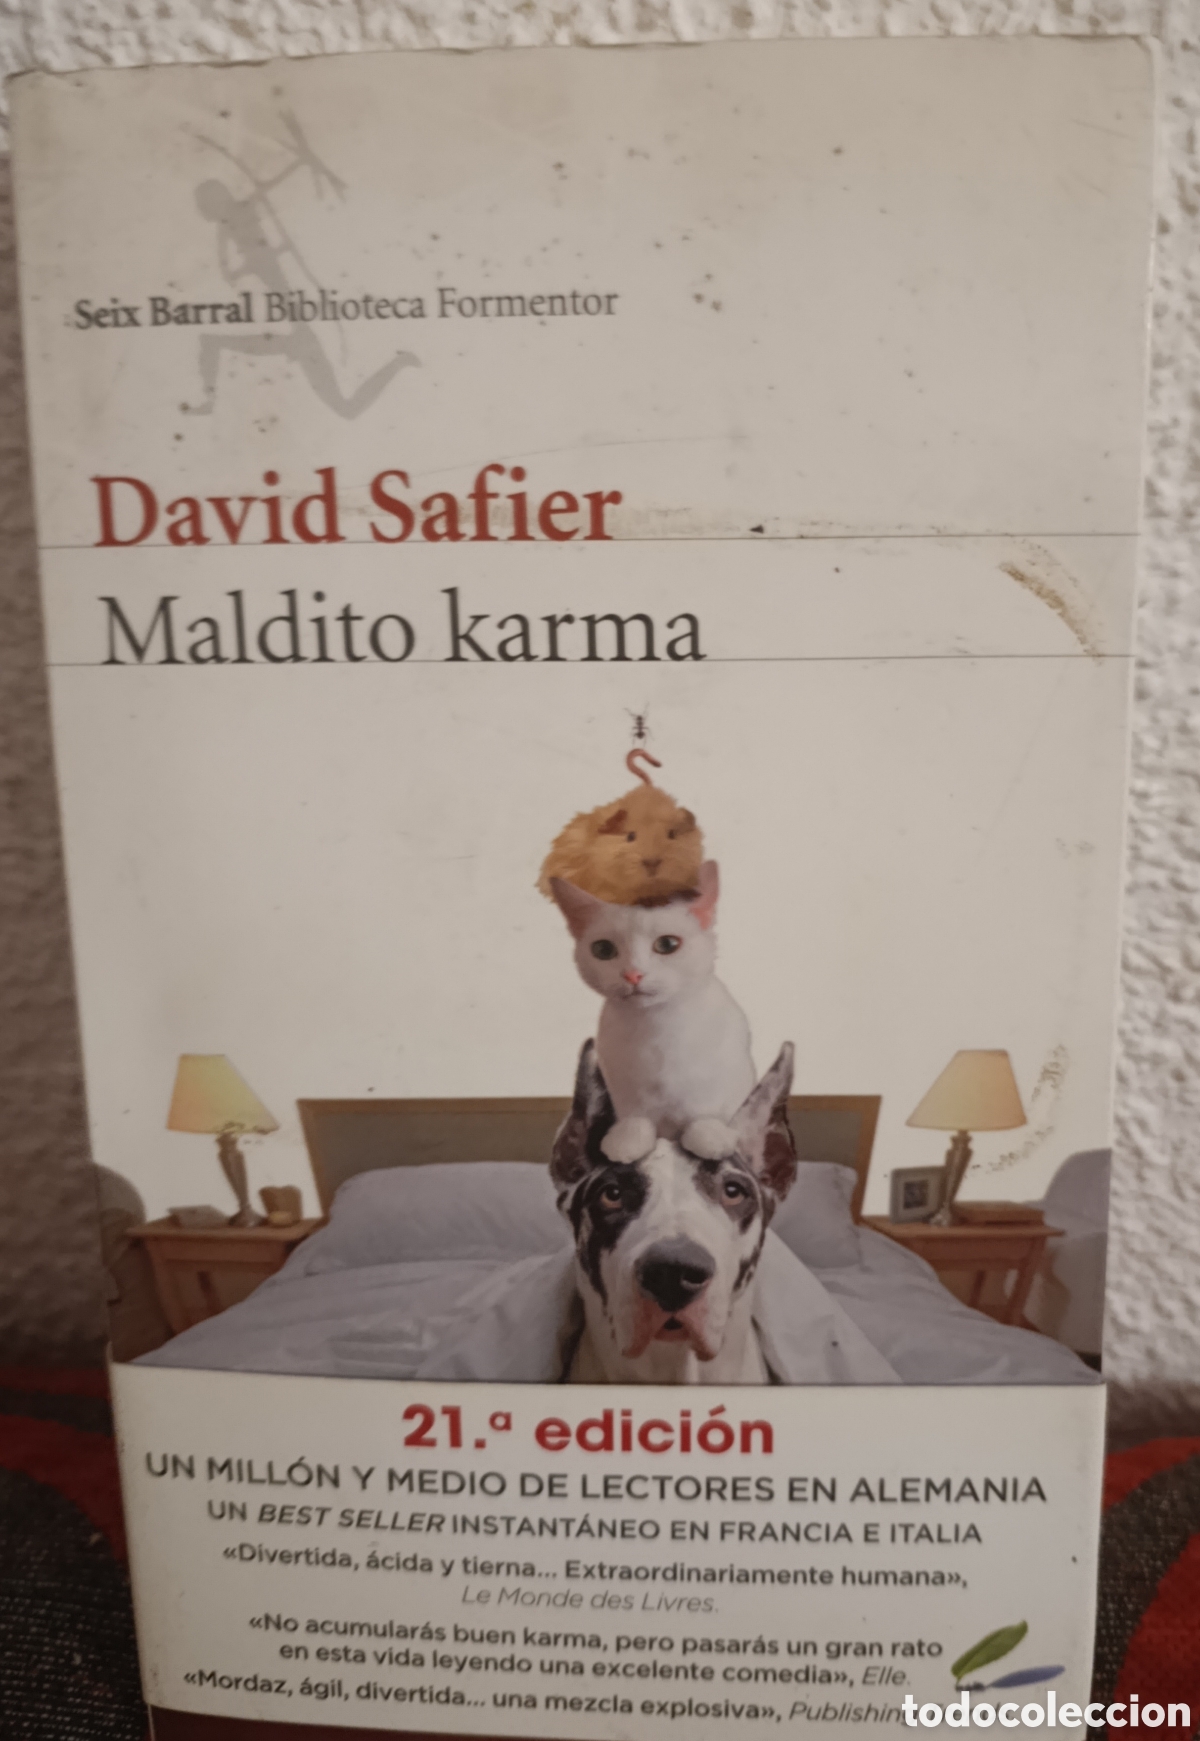 Seix Barral Biblioteca Formentor
David Safier
Maldito karma
21.ª edición
UN MILLÓN Y MEDIO DE LECTORES EN ALEMANIA
UN BEST SELLER INSTANTÁNEO EN FRANCIA E ITALIA
«Divertida, ácida y tierna... Extraordinariamente humana»,
Le Monde des Livres.
«No acumularás buen karma, pero pasarás un gran rato
en esta vida leyendo una excelente comedia», Elle.
«Mordaz, ágil, divertida... una mezcla explosiva», Publishing
todocoleccion